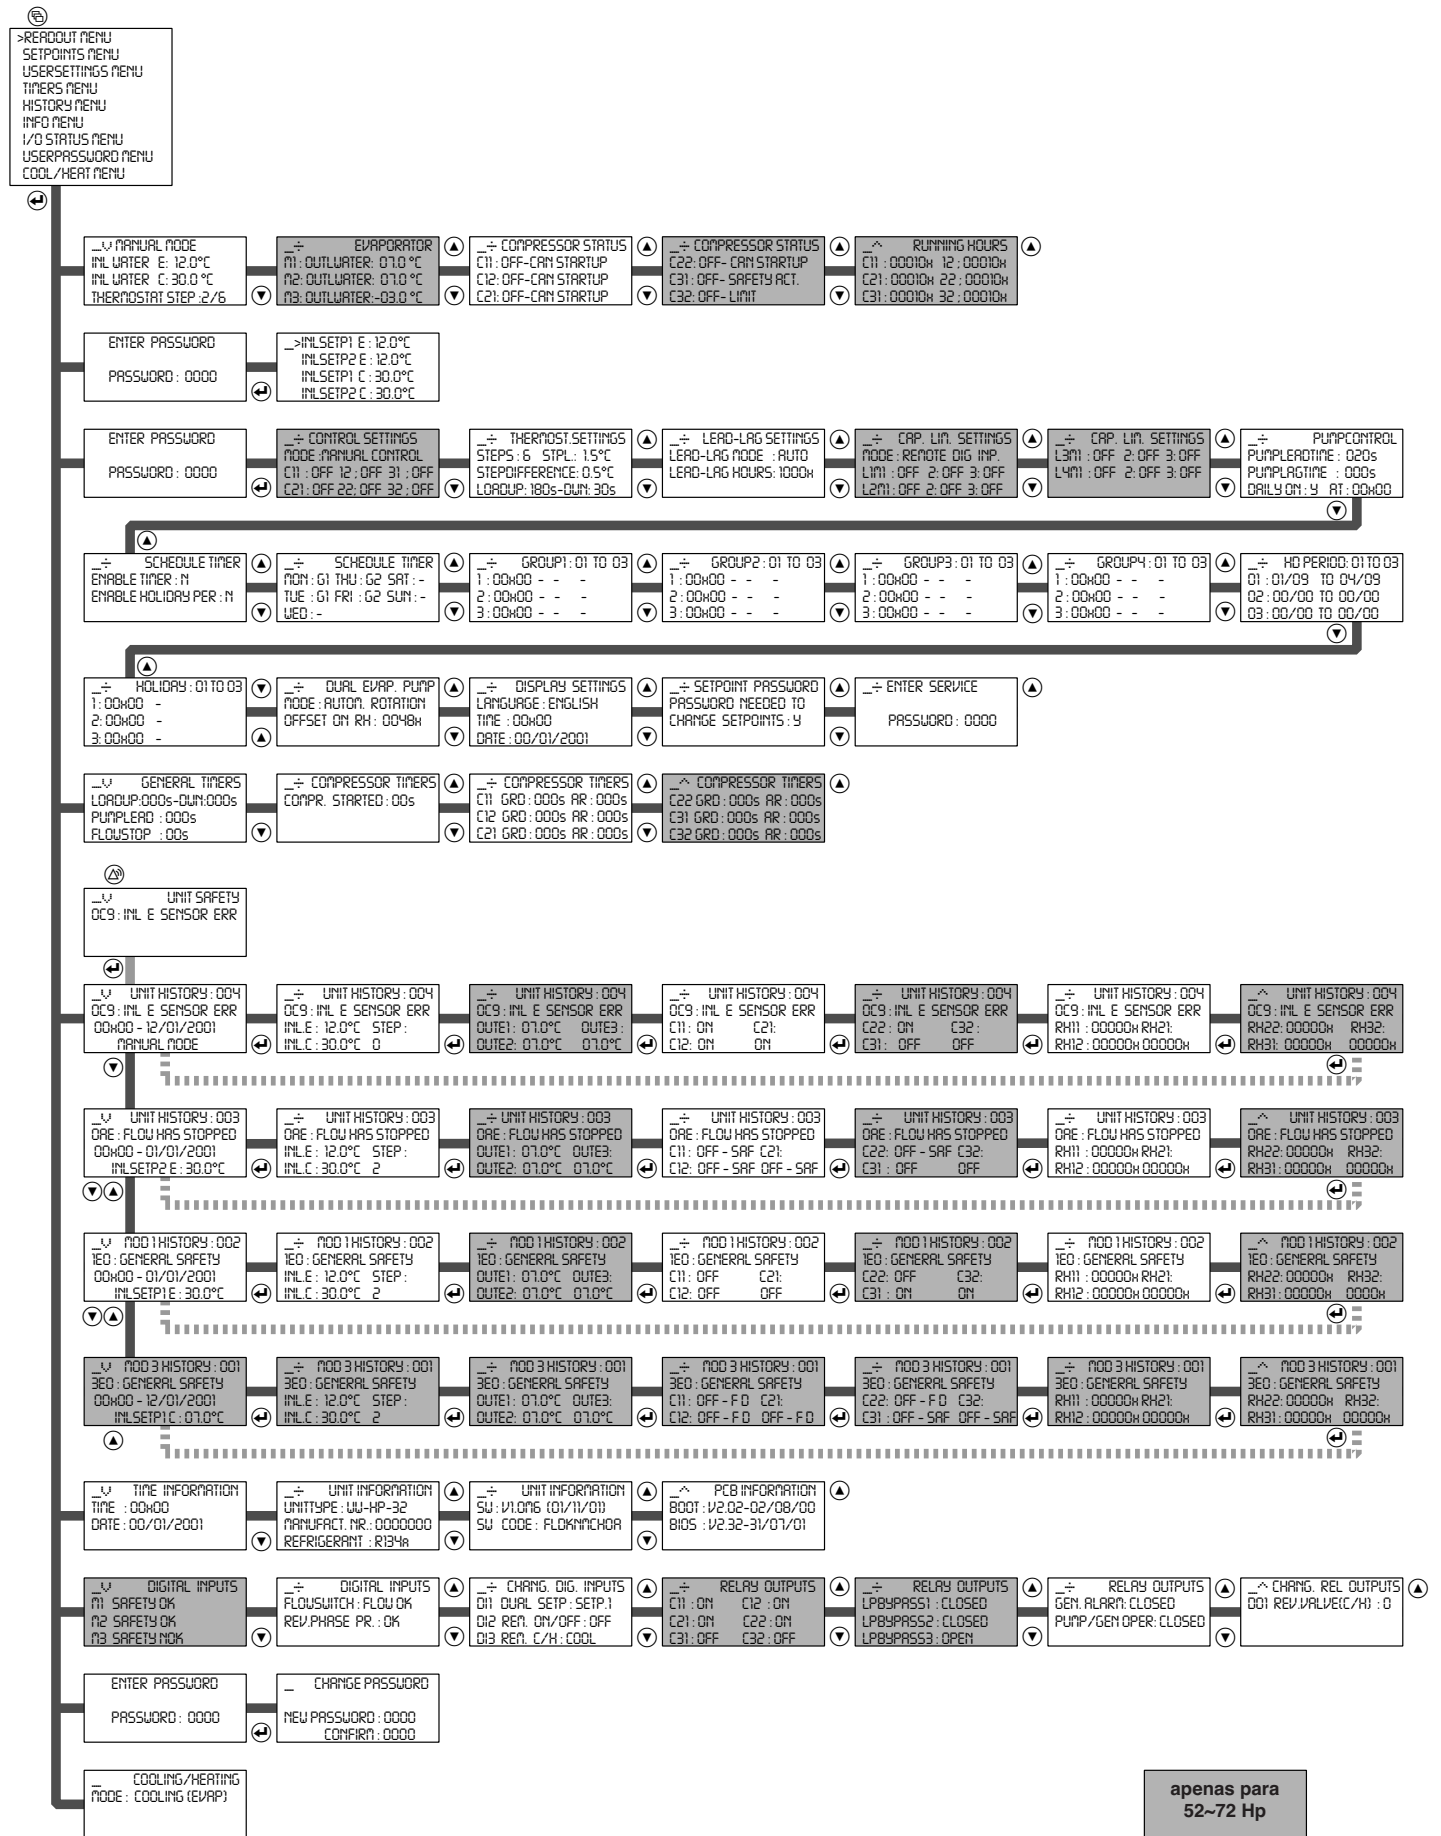 >READOUT MENU
SETPOINTS MENU
USERSETTINGS MENU
TIMERS MENU
HISTORY MENU
INFO MENU
I/O STATUS MENU
USERPASSWORD MENU
COOL/HEAT MENU
_v MANUAL MODE
INL WATER E: 12.0°C
INL WATER C: 30.0 °C
THERMOSTAT STEP :2/6
_÷ EVAPORATOR
M1: OUTLWATER: 07.0 °C
M2: OUTLWATER: 07.0 °C
M3: OUTLWATER:-03.0 °C
_÷ COMPRESSOR STATUS
C11: OFF-CAN STARTUP
C12: OFF-CAN STARTUP
C21: OFF-CAN STARTUP
_÷ COMPRESSOR STATUS
C22: OFF- CAN STARTUP
C31: OFF- SAFETY ACT.
C32: OFF- LIMIT
_^ RUNNING HOURS
C11 : 00010H 12 ; 00010H
C21 : 00010H 22 ; 00010H
C31 : 00010H 32 ; 00010H
ENTER PASSWORD
PASSWORD : 0000
_>INLSETP1 E : 12.0°C
INLSETP2 E : 12.0°C
INLSETP1 C : 30.0°C
INLSETP2 C : 30.0°C
ENTER PASSWORD
PASSWORD : 0000
_÷ CONTROL SETTINGS
MODE :MANUAL CONTROL
C11 : OFF 12 ; OFF 31 ; OFF
C21 : OFF 22; OFF 32 ; OFF
_÷ THERMOST.SETTINGS
STEPS : 6 STPL.: 1.5°C
STEPDIFFERENCE: 0.5°C
LOADUP: 180s-DWN: 30s
_÷ LEAD-LAG SETTINGS
LEAD-LAG MODE : AUTO
LEAD-LAG HOURS: 1000H
_÷ CAP. LIM. SETTINGS
MODE : REMOTE DIG INP.
L1M1 : OFF 2: OFF 3: OFF
L2M1 : OFF 2: OFF 3: OFF
_÷ CAP. LIM. SETTINGS
L3M1 : OFF 2: OFF 3: OFF
L4M1 : OFF 2: OFF 3: OFF
_÷ PUMPCONTROL
PUMPLEADTIME : 020s
PUMPLAGTIME : 000s
DAILY ON : Y AT : 00H00
_÷ SCHEDULE TIMER
ENABLE TIMER : N
ENABLE HOLIDAY PER : N
_÷ SCHEDULE TIMER
MON : G1 THU : G2 SAT : -
TUE : G1 FRI : G2 SUN : -
WED : -
_÷ GROUP1 : 01 TO 03
1 : 00H00 - - -
2 : 00H00 - - -
3 : 00H00 - - -
_÷ GROUP2 : 01 TO 03
1 : 00H00 - - -
2 : 00H00 - - -
3 : 00H00 - - -
_÷ GROUP3 : 01 TO 03
1 : 00H00 - - -
2 : 00H00 - - -
3 : 00H00 - - -
_÷ GROUP4 : 01 TO 03
1 : 00H00 - - -
2 : 00H00 - - -
3 : 00H00 - - -
_÷ HD PERIOD: 01 TO 03
01 : 01/09 TO 04/09
02 : 00/00 TO 00/00
03 : 00/00 TO 00/00
_÷ HOLIDAY : 01 TO 03
1 : 00H00 -
2: 00H00 -
3: 00H00 -
_÷ DUAL EVAP. PUMP
MODE : AUTOM. ROTATION
OFFSET ON RH : 0048H
_÷ DISPLAY SETTINGS
LANGUAGE : ENGLISH
TIME : 00H00
DATE : 00/01/2001
_÷ SETPOINT PASSWORD
PASSWORD NEEDED TO
CHANGE SETPOINTS : Y
_÷ ENTER SERVICE
PASSWORD : 0000
_v GENERAL TIMERS
LOADUP:000s-DWN:000s
PUMPLEAD : 000s
FLOWSTOP : 00s
_÷ COMPRESSOR TIMERS
COMPR. STARTED : 00s
_÷ COMPRESSOR TIMERS
C11 GRD : 000s AR : 000s
C12 GRD : 000s AR : 000s
C21 GRD : 000s AR : 000s
_^ COMPRESSOR TIMERS
C22 GRD : 000s AR : 000s
C31 GRD : 000s AR : 000s
C32 GRD : 000s AR : 000s
_v UNIT SAFETY
0C9 : INL E SENSOR ERR
_v UNIT HISTORY : 004
0C9 : INL E SENSOR ERR
00H00 - 12/01/2001
MANUAL MODE
_÷ UNIT HISTORY : 004
0C9 : INL E SENSOR ERR
INL.E : 12.0°C STEP :
INL.C : 30.0°C 0
_÷ UNIT HISTORY : 004
0C9 : INL E SENSOR ERR
OUTE1 : 07.0°C OUTE3 :
OUTE2: 07.0°C 07.0°C
_÷ UNIT HISTORY : 004
0C9 : INL E SENSOR ERR
C11 : ON C21:
C12: ON ON
_÷ UNIT HISTORY : 004
0C9 : INL E SENSOR ERR
C22 : ON C32 :
C31 : OFF OFF
_÷ UNIT HISTORY : 004
0C9 : INL E SENSOR ERR
RH11 : 00000H RH21:
RH12 : 00000H 00000H
_^ UNIT HISTORY : 004
0C9 : INL E SENSOR ERR
RH22: 00000H RH32:
RH31: 00000H 00000H
_v UNIT HISTORY : 003
0AE : FLOW HAS STOPPED
00H00 - 01/01/2001
INLSETP2 E : 30.0°C
_÷ UNIT HISTORY : 003
0AE : FLOW HAS STOPPED
INL.E : 12.0°C STEP :
INL.C : 30.0°C 2
_÷ UNIT HISTORY : 003
0AE : FLOW HAS STOPPED
OUTE1 : 07.0°C OUTE3:
OUTE2: 07.0°C 07.0°C
_÷ UNIT HISTORY : 003
0AE : FLOW HAS STOPPED
C11 : OFF - SAF C21:
C12: OFF - SAF OFF - SAF
_÷ UNIT HISTORY : 003
0AE : FLOW HAS STOPPED
C22: OFF - SAF C32:
C31 : OFF OFF
_÷ UNIT HISTORY : 003
0AE : FLOW HAS STOPPED
RH11 : 00000H RH21:
RH12 : 00000H 00000H
_^ UNIT HISTORY : 003
0AE : FLOW HAS STOPPED
RH22: 00000H RH32:
RH31 : 00000H 00000H
_v MOD 1 HISTORY : 002
1E0 : GENERAL SAFETY
00H00 - 01/01/2001
INLSETP1 E : 30.0°C
_÷ MOD 1 HISTORY : 002
1E0 : GENERAL SAFETY
INL.E : 12.0°C STEP :
INL.C : 30.0°C 2
_÷ MOD 1 HISTORY : 002
1E0 : GENERAL SAFETY
OUTE1 : 07.0°C OUTE3:
OUTE2: 07.0°C 07.0°C
_÷ MOD 1 HISTORY : 002
1E0 : GENERAL SAFETY
C11 : OFF C21:
C12: OFF OFF
_÷ MOD 1 HISTORY : 002
1E0 : GENERAL SAFETY
C22: OFF C32:
C31 : ON ON
_÷ MOD 1 HISTORY : 002
1E0 : GENERAL SAFETY
RH11 : 00000H RH21:
RH12 : 00000H 00000H
_^ MOD 1 HISTORY : 002
1E0 : GENERAL SAFETY
RH22: 00000H RH32:
RH31 : 00000H 0000H
_v MOD 3 HISTORY : 001
3E0 : GENERAL SAFETY
00H00 - 12/01/2001
INLSETP1 C : 07.0°C
_÷ MOD 3 HISTORY : 001
3E0 : GENERAL SAFETY
INL.E : 12.0°C STEP :
INL.C : 30.0°C 2
_÷ MOD 3 HISTORY : 001
3E0 : GENERAL SAFETY
OUTE1 : 07.0°C OUTE3:
OUTE2: 07.0°C 07.0°C
_÷ MOD 3 HISTORY : 001
3E0 : GENERAL SAFETY
C11 : OFF - F D C21:
C12: OFF - F D OFF - F D
_÷ MOD 3 HISTORY : 001
3E0 : GENERAL SAFETY
C22: OFF - F D C32:
C31 : OFF - SAF OFF - SAF
_÷ MOD 3 HISTORY : 001
3E0 : GENERAL SAFETY
RH11 : 00000H RH21:
RH12 : 00000H 00000H
_^ MOD 3 HISTORY : 001
3E0 : GENERAL SAFETY
RH22: 00000H RH32:
RH31 : 00000H 00000H
_v TIME INFORMATION
TIME : 00H00
DATE : 00/01/2001
_÷ UNIT INFORMATION
UNITTYPE : WW-HP-32
MANUFACT. NR.: 0000000
REFRIGERANT : R134A
_÷ UNIT INFORMATION
SW : V1.0M6 (01/11/01)
SW CODE : FLDKNMCHOA
_^ PCB INFORMATION
BOOT : V2.02-02/08/00
BIOS : V2.32-31/07/01
_v DIGITAL INPUTS
M1 SAFETY OK
M2 SAFETY OK
M3 SAFETY NOK
_÷ DIGITAL INPUTS
FLOWSWITCH : FLOW OK
REV.PHASE PR. : OK
_÷ CHANG. DIG. INPUTS
DI1 DUAL SETP : SETP.1
DI2 REM. ON/OFF : OFF
DI3 REM. C/H : COOL
_÷ RELAY OUTPUTS
C11 : ON C12 : ON
C21 : ON C22 : ON
C31: OFF C32 : OFF
_÷ RELAY OUTPUTS
LPBYPASS1 : CLOSED
LPBYPASS2 : CLOSED
LPBYPASS3 : OPEN
_÷ RELAY OUTPUTS
GEN. ALARM: CLOSED
PUMP/GEN OPER: CLOSED
_^ CHANG. REL OUTPUTS
DO1 REV.VALVE(C/H) : 0
ENTER PASSWORD
PASSWORD : 0000
_ CHANGE PASSWORD
NEW PASSWORD : 0000
CONFIRM : 0000
_ COOLING/HEATING
MODE : COOLING (EVAP)
apenas para
52~72 Hp